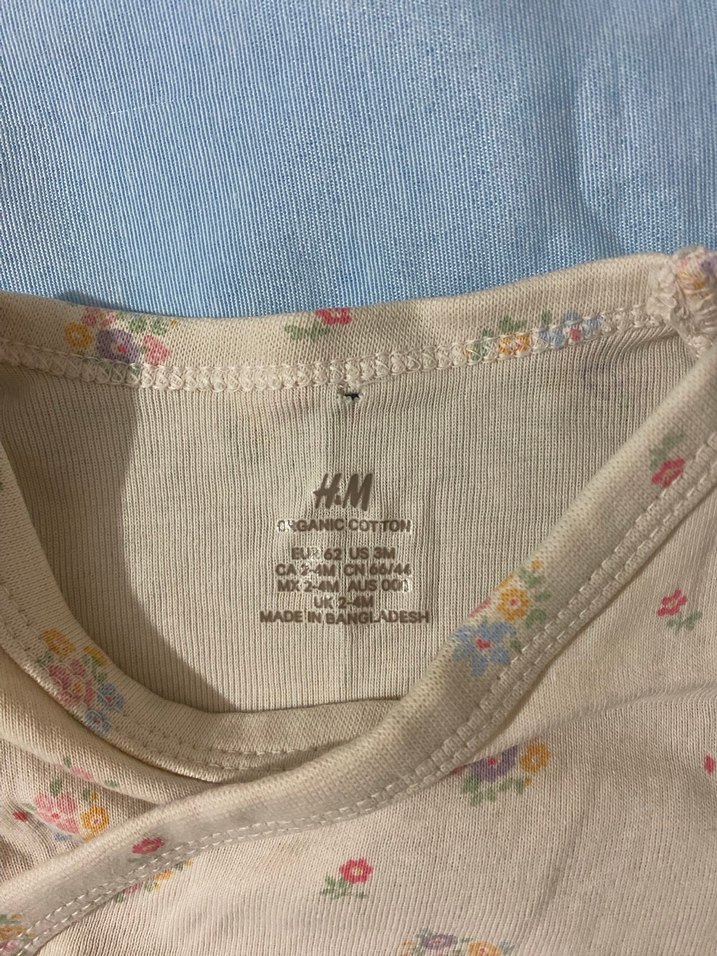 H&M
ORGANIC COTTON
EUR 62 US 3M
CA 2-4M CN 66/44
MX 2-4M AUS 000
UK 2-4M
MADE IN BANGLADESH